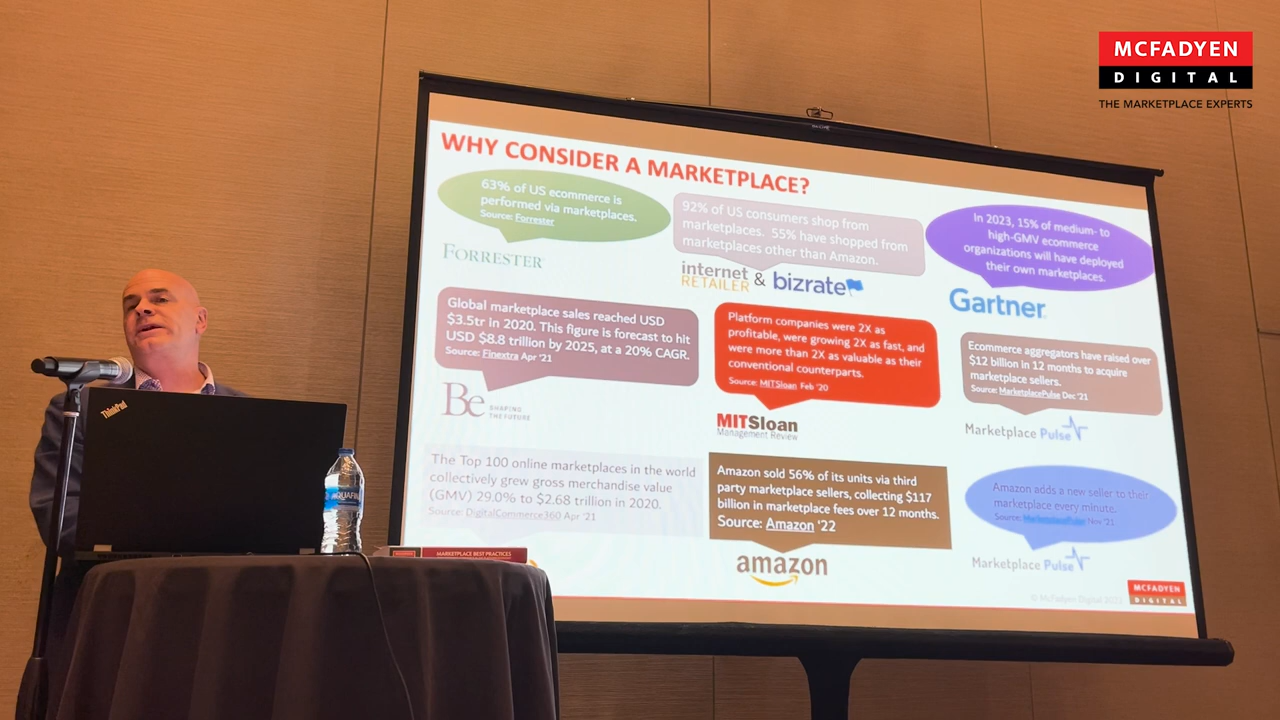 MCFADYEN
DIGITAL
THE MARKETPLACE EXPERTS
WHY CONSIDER A MARKETPLACE?
63% of US ecommerce is
performed via marketplaces.
Source: Forrester
FORRESTER
92% of US consumers shop from
marketplaces. 55% have shopped from
marketplaces other than Amazon.
internet
RETAILER & bizrate
In 2023, 15% of medium- to
high-GMV ecommerce
organizations will have deployed
their own marketplaces.
Gartner
Global marketplace sales reached USD
$3.5tr in 2020. This figure is forecast to hit
USD $8.8 trillion by 2025, at a 20% CAGR.
Source: Finextra Apr '21
Be SHAPING
THE FUTURE
Platform companies were 2X as
profitable, were growing 2X as fast, and
were more than 2X as valuable as their
conventional counterparts.
Source: MITSloan Feb '20
MITSloan
Management Review
Ecommerce aggregators have raised over
$12 billion in 12 months to acquire
marketplace sellers.
Source: MarketplacePulse Dec '21
Marketplace Pulse
The Top 100 online marketplaces in the world
collectively grew gross merchandise value
(GMV) 29.0% to $2.68 trillion in 2020.
Source: DigitalCommerce360 Apr '21
Amazon sold 56% of its units via third
party marketplace sellers, collecting $117
billion in marketplace fees over 12 months.
Source: Amazon '22
amazon
Amazon adds a new seller to their
marketplace every minute.
Source: Nov '21
Marketplace Pulse
© McFadyen Digital
MCFADYEN
DIGITAL
ThinkPad
AQUAFINA
MARKETPLACE BEST PRACTICES